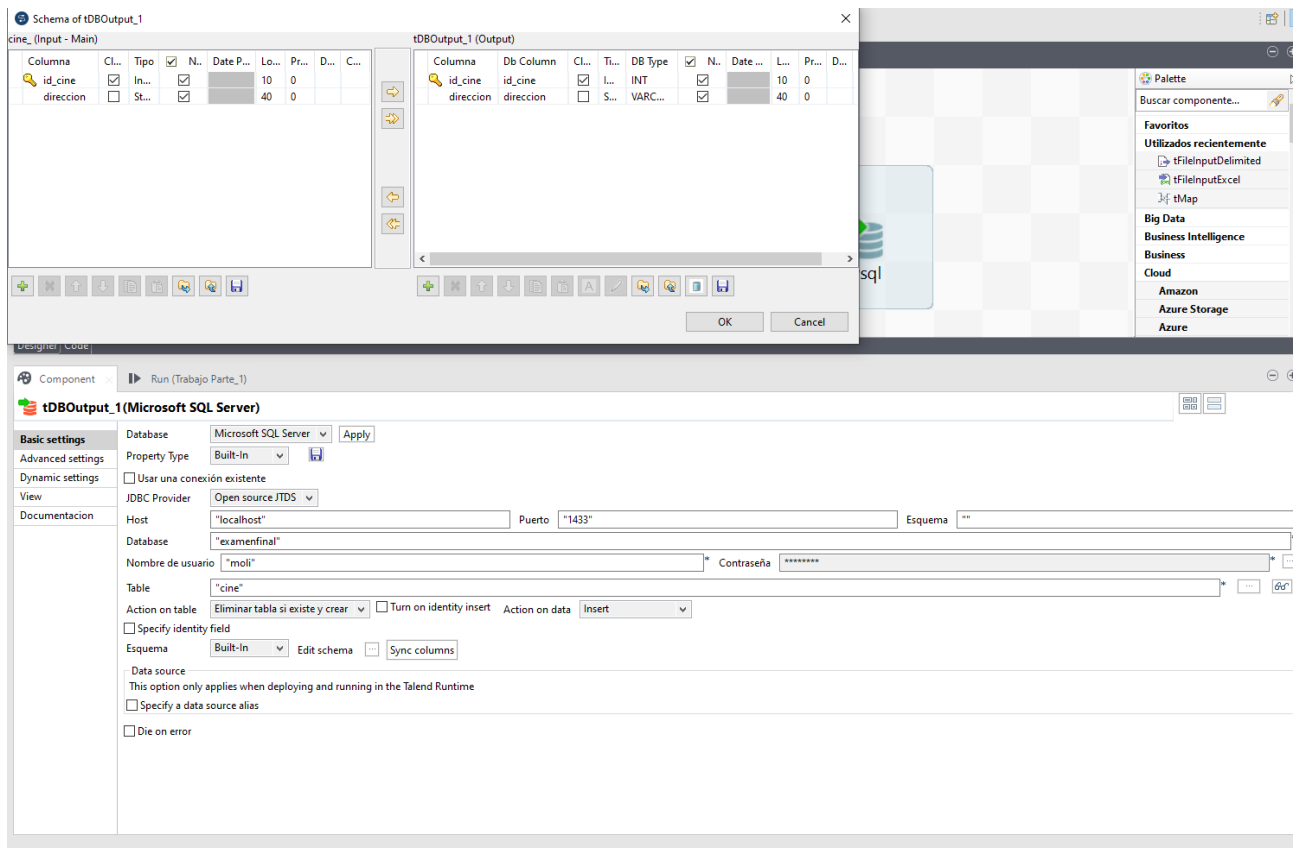 Schema of tDBOutput_1
cine_ (Input - Main)
Columna Cl... Tipo N.. Date P... Lo... Pr... D... C...
id_cine In... 10 0
direccion St... 40 0
tDBOutput_1 (Output)
Columna Db Column Cl... Ti... DB Type N.. Date ... L... Pr... D...
id_cine id_cine I... INT 10 0
direccion direccion S... VARC... 40 0
OK Cancel
sql
Palette
Buscar componente...
Favoritos
Utilizados recientemente
tFileInputDelimited
tFileInputExcel
tMap
Big Data
Business Intelligence
Business
Cloud
Amazon
Azure Storage
Azure
Designer Code
Component Run (Trabajo Parte_1)
tDBOutput_1(Microsoft SQL Server)
Basic settings
Advanced settings
Dynamic settings
View
Documentacion
Database Microsoft SQL Server Apply
Property Type Built-In
Usar una conexión existente
JDBC Provider Open source JTDS
Host "localhost" Puerto "1433" Esquema ""
Database "examenfinal" *
Nombre de usuario "moli" * Contraseña ******** * ...
Table "cine" * ...
Action on table Eliminar tabla si existe y crear Turn on identity insert Action on data Insert
Specify identity field
Esquema Built-In Edit schema ... Sync columns
Data source
This option only applies when deploying and running in the Talend Runtime
Specify a data source alias
Die on error